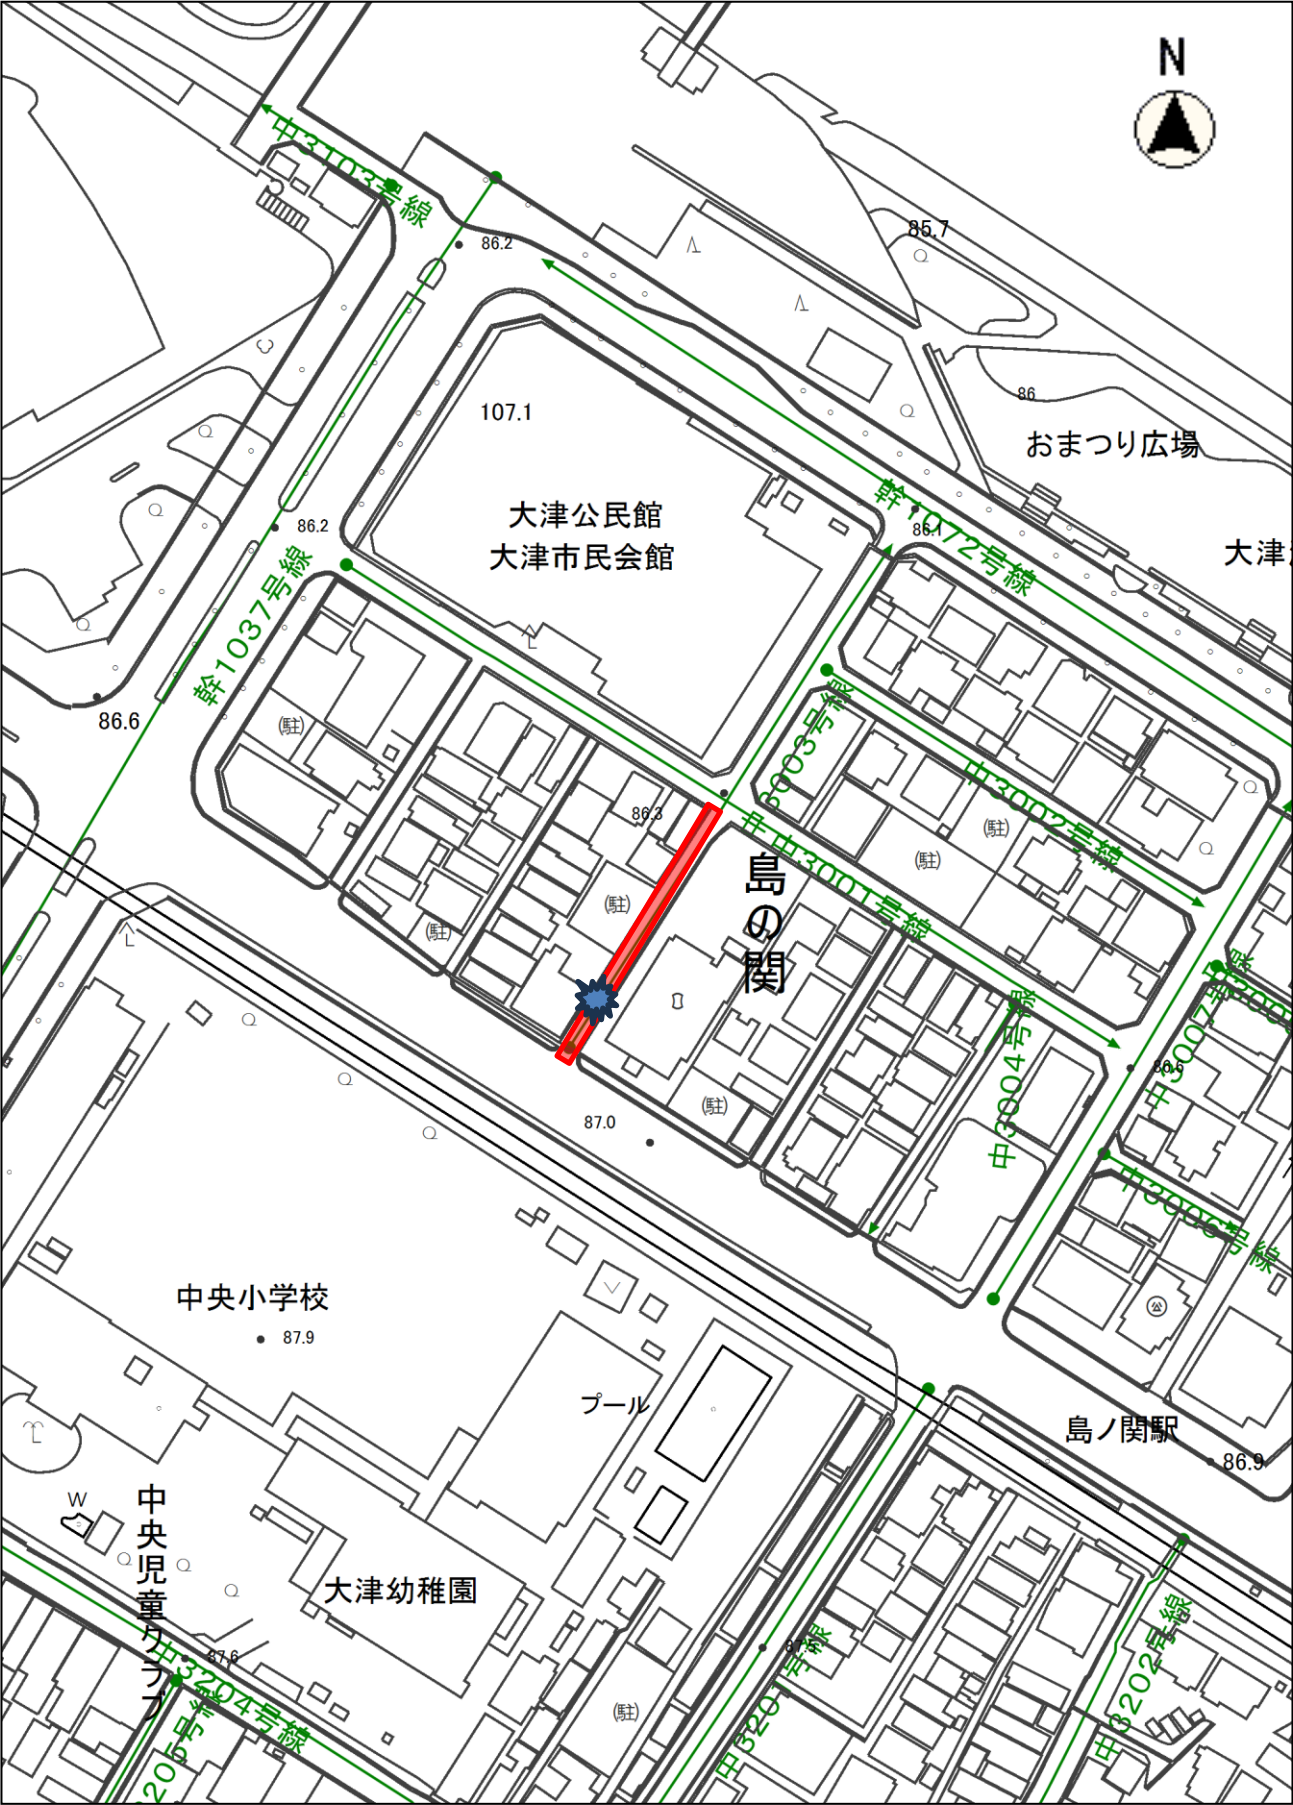 N
中3103号線
86.2
85.7
86
おまつり広場
107.1
大津公民館
大津市民会館
幹1072号線
86.1
大津
86.2
幹1037号線
86.6
(駐)
3003号線
中3002号線
(駐)
(駐)
86.3
中3001号線
島の関
(駐)
(駐)
中3004号線
中3007号線
86.6
(駐)
87.0
中3006号線
公
中央小学校
87.9
プール
島ノ関駅
86.9
W
中央児童クラブ
大津幼稚園
87.6
中3204号線
205号線
(駐)
87.5
中3201号線
中3202号線